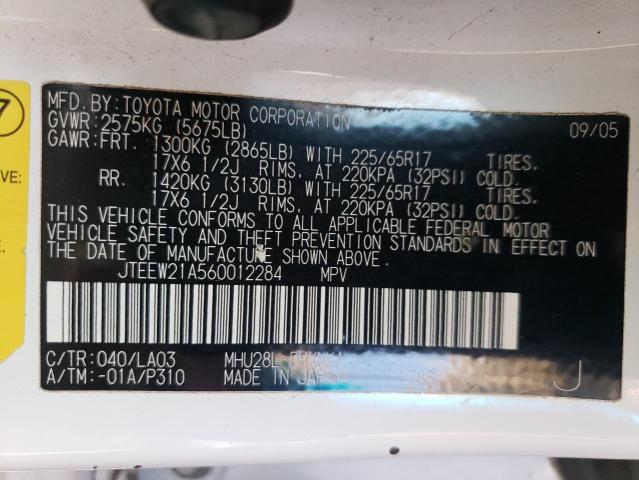 MFD. BY: TOYOTA MOTOR CORPORATION 09/05
GVWR: 2575KG (5675LB)
GAWR: FRT. 1300KG (2865LB) WITH 225/65R17 TIRES,
17X6 1/2J RIMS, AT 220KPA (32PSI) COLD.
RR. 1420KG (3130LB) WITH 225/65R17 TIRES,
17X6 1/2J RIMS, AT 220KPA (32PSI) COLD.
THIS VEHICLE CONFORMS TO ALL APPLICABLE FEDERAL MOTOR
VEHICLE SAFETY AND THEFT PREVENTION STANDARDS IN EFFECT ON
THE DATE OF MANUFACTURE SHOWN ABOVE.
JTEEW21A560012284 MPV
C/TR: 040/LA03 
A/TM: -01A/P310 MADE IN JAPAN
J
7
VE: